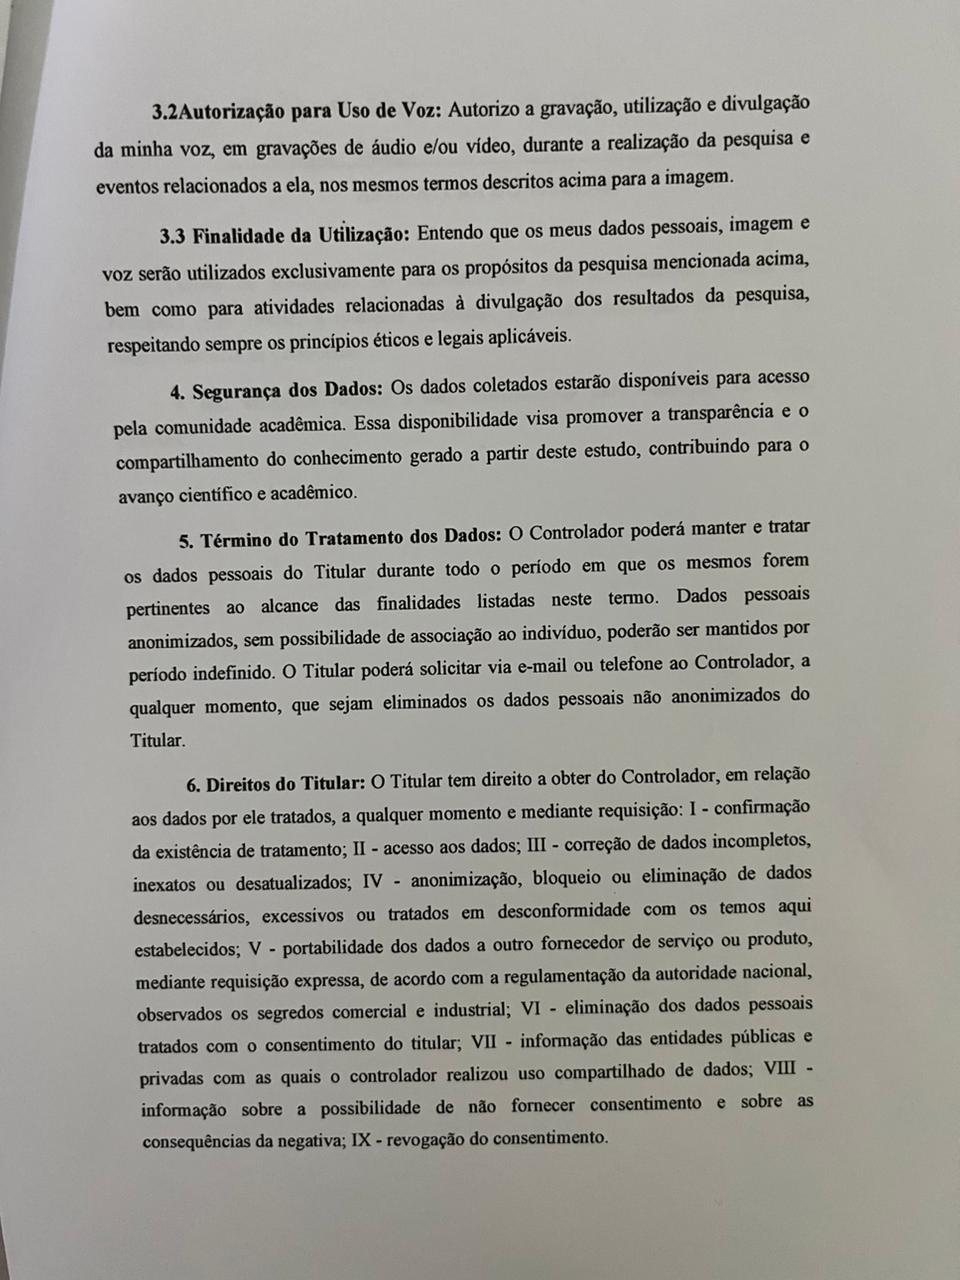 3.2Autorização para Uso de Voz: Autorizo a gravação, utilização e divulgação
da minha voz, em gravações de áudio e/ou vídeo, durante a realização da pesquisa e
eventos relacionados a ela, nos mesmos termos descritos acima para a imagem.
3.3 Finalidade da Utilização: Entendo que os meus dados pessoais, imagem e
voz serão utilizados exclusivamente para os propósitos da pesquisa mencionada acima,
bem como para atividades relacionadas à divulgação dos resultados da pesquisa,
respeitando sempre os princípios éticos e legais aplicáveis.
4. Segurança dos Dados: Os dados coletados estarão disponíveis para acesso
pela comunidade acadêmica. Essa disponibilidade visa promover a transparência e o
compartilhamento do conhecimento gerado a partir deste estudo, contribuindo para o
avanço científico e acadêmico.
5. Término do Tratamento dos Dados: O Controlador poderá manter e tratar
os dados pessoais do Titular durante todo o período em que os mesmos forem
pertinentes ao alcance das finalidades listadas neste termo. Dados pessoais
anonimizados, sem possibilidade de associação ao indivíduo, poderão ser mantidos por
período indefinido. O Titular poderá solicitar via e-mail ou telefone ao Controlador, a
qualquer momento, que sejam eliminados os dados pessoais não anonimizados do
Titular.
6. Direitos do Titular: O Titular tem direito a obter do Controlador, em relação
aos dados por ele tratados, a qualquer momento e mediante requisição: I - confirmação
da existência de tratamento; II - acesso aos dados; III - correção de dados incompletos,
inexatos ou desatualizados; IV - anonimização, bloqueio ou eliminação de dados
desnecessários, excessivos ou tratados em desconformidade com os temos aqui
estabelecidos; V - portabilidade dos dados a outro fornecedor de serviço ou produto,
mediante requisição expressa, de acordo com a regulamentação da autoridade nacional,
observados os segredos comercial e industrial; VI - eliminação dos dados pessoais
tratados com o consentimento do titular; VII - informação das entidades públicas e
privadas com as quais o controlador realizou uso compartilhado de dados; VIII -
informação sobre a possibilidade de não fornecer consentimento e sobre as
consequências da negativa; IX - revogação do consentimento.